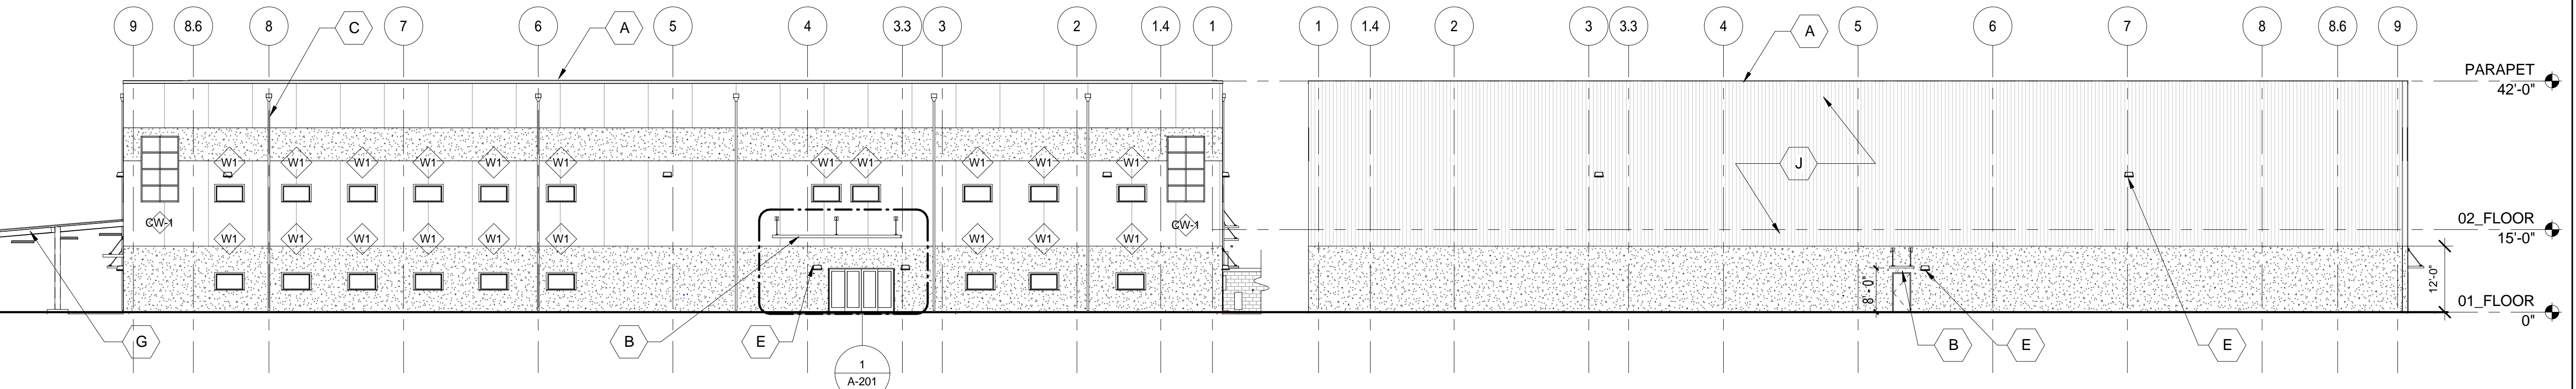 9 8.6 8 C 7 6 A 5 4 3.3 3 2 1.4 1 1 1.4 2 3 3.3 4 A 5 6 7 8 8.6 9
PARAPET
42'-0"
W1 W1 W1 W1 W1 W1 W1 W1 W1 W1 W1
J
CW-1 CW-1
02_FLOOR
15'-0"
W1 W1 W1 W1 W1 W1 W1 W1 W1
8'-0" 12'-0"
01_FLOOR
0"
G B E B E E
1
A-201